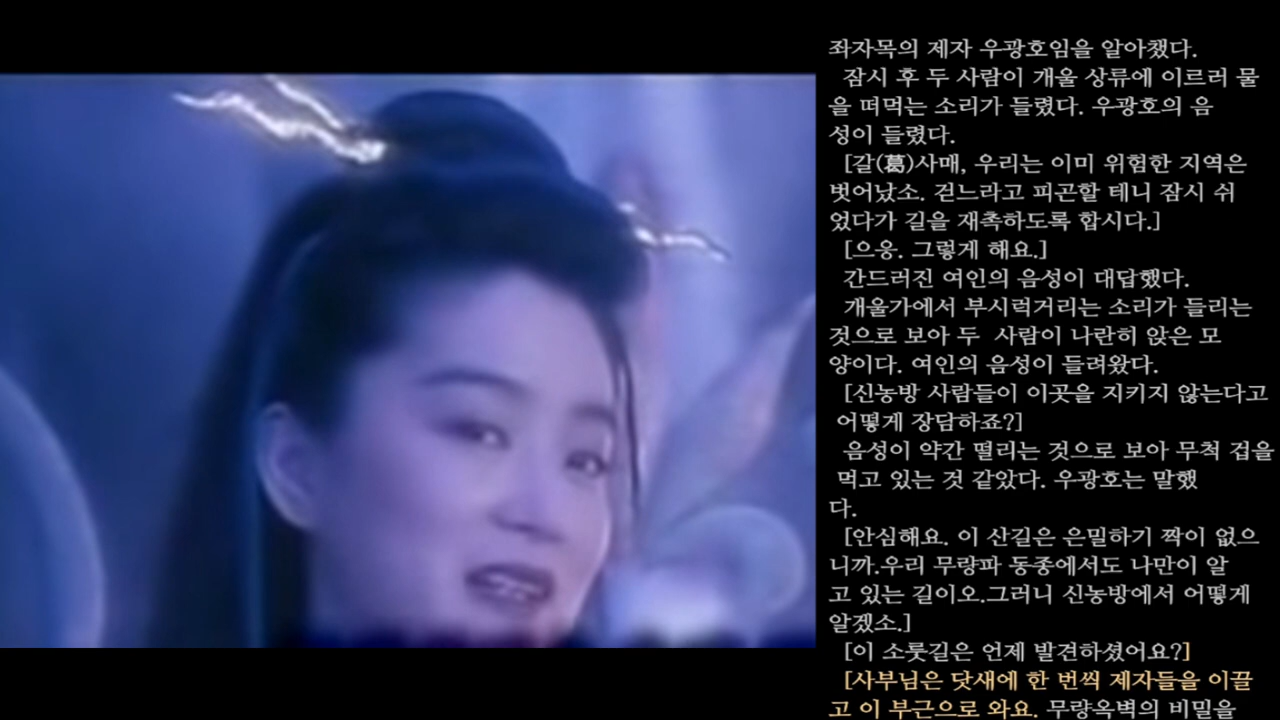 좌자목의 제자 우광호임을 알아챘다.
잠시 후 두 사람이 개울 상류에 이르러 물
을 떠먹는 소리가 들렸다. 우광호의 음
성이 들렸다.
[갈(葛)사매, 우리는 이미 위험한 지역은
벗어났소. 걷느라고 피곤할 테니 잠시 쉬
었다가 길을 재촉하도록 합시다.]
[으응. 그렇게 해요.]
간드러진 여인의 음성이 대답했다.
개울가에서 부시럭거리는 소리가 들리는
것으로 보아 두 사람이 나란히 앉은 모
양이다. 여인의 음성이 들려왔다.
[신농방 사람들이 이곳을 지키지 않는다고
어떻게 장담하죠?]
음성이 약간 떨리는 것으로 보아 무척 겁을
먹고 있는 것 같았다. 우광호는 말했
다.
[안심해요. 이 산길은 은밀하기 짝이 없으
니까.우리 무량파 동종에서도 나만이 알
고 있는 길이오.그러니 신농방에서 어떻게
알겠소.]
[이 소롯길은 언제 발견하셨어요?]
[사부님은 닷새에 한 번씩 제자들을 이끌
고 이 부근으로 와요. 무량옥벽의 비밀을